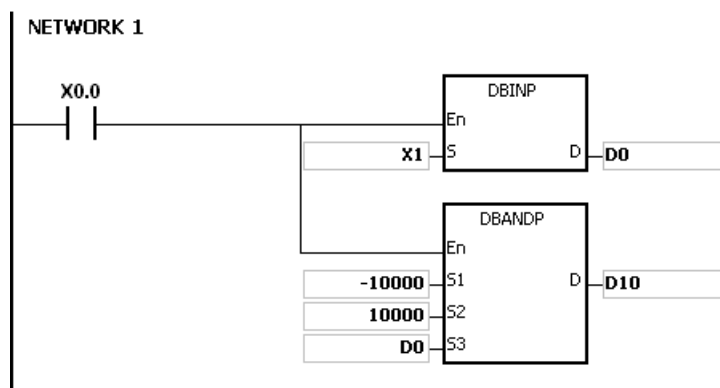 NETWORK 1
X0.0
DBINP
En
X1 S D D0
DBANDP
En
-10000 S1 D D10
10000 S2
D0 S3